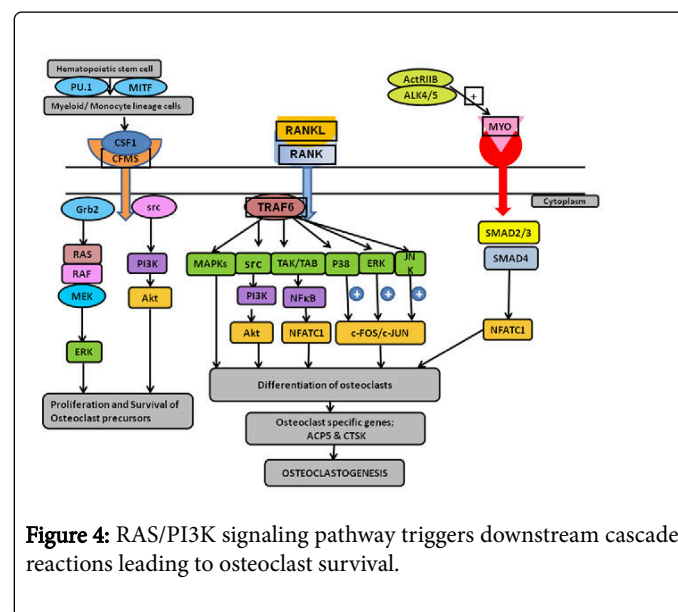 Hematopoietic stem cell
PU.1
MITF
Myeloid/ Monocyte lineage cells
CSF1
CFMS
RANKL
RANK
ActRIIB
ALK4/5
+
MYO
Cytoplasm
Grb2
src
TRAF6
SMAD2/3
SMAD4
RAS
RAF
MEK
PI3K
Akt
ERK
MAPKs
src
TAK/TAB
P38
ERK
JN
K
PI3K
NFκB
+
+
+
Akt
NFATC1
c-FOS/c-JUN
NFATC1
Proliferation and Survival of
Osteoclast precursors
Differentiation of osteoclasts
Osteoclast specific genes;
ACP5 & CTSK
OSTEOCLASTOGENESIS
Figure 4: RAS/PI3K signaling pathway triggers downstream cascade
reactions leading to osteoclast survival.